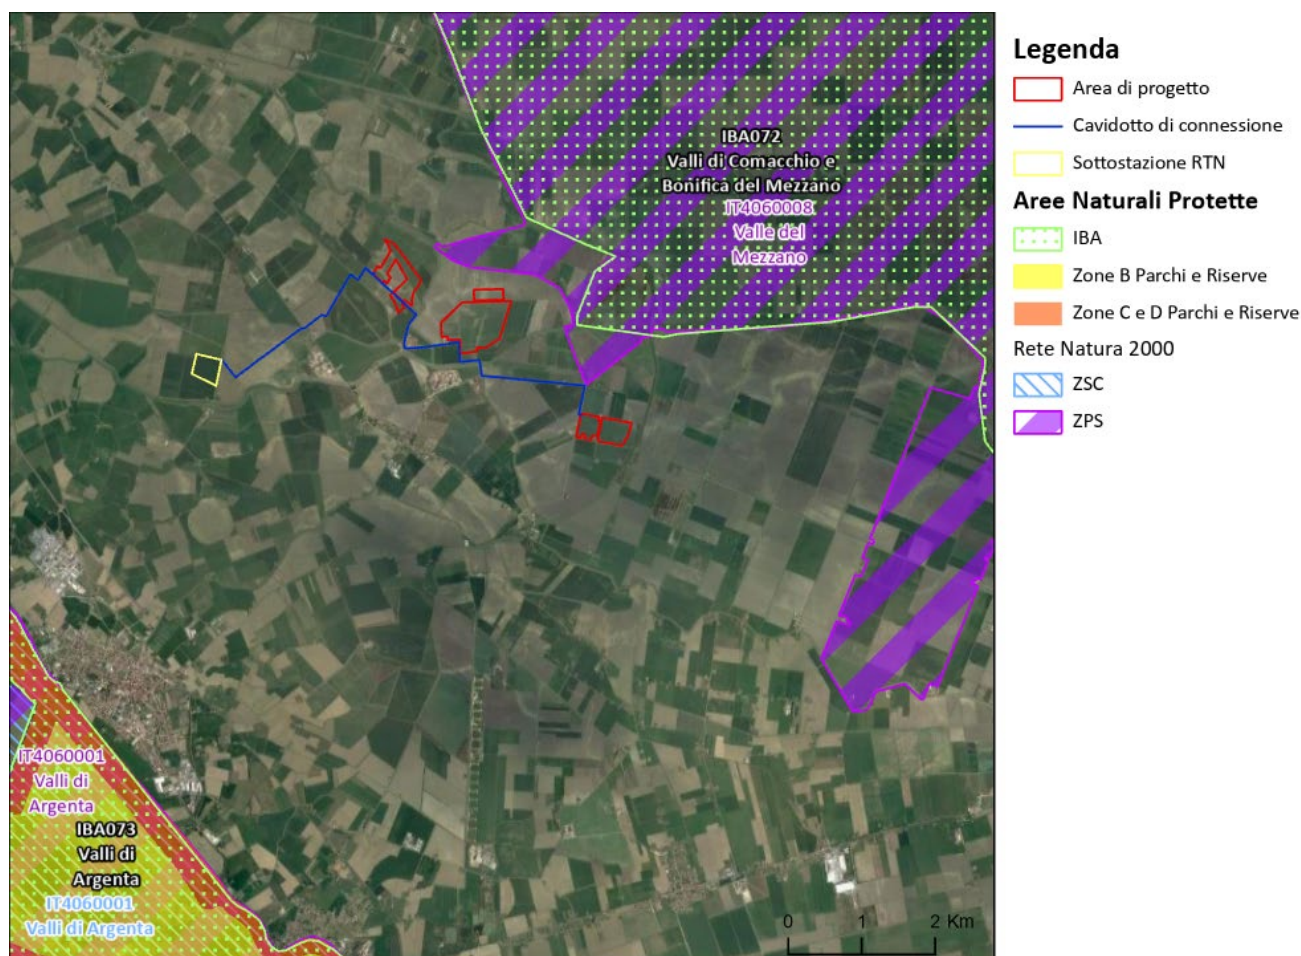 IBA072
Valli di Comacchio e
Bonifica del Mezzano
IT4060008
Valle del
Mezzano
IT4060001
Valli di
Argenta
IBA073
Valli di
Argenta
IT4060001
Valli di Argenta
0 1 2 Km
Legenda
Area di progetto
Cavidotto di connessione
Sottostazione RTN
Aree Naturali Protette
IBA
Zone B Parchi e Riserve
Zone C e D Parchi e Riserve
Rete Natura 2000
ZSC
ZPS